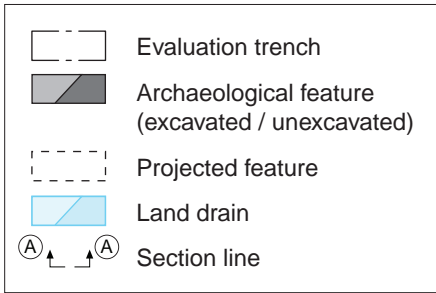 Evaluation trench
Archaeological feature
(excavated / unexcavated)
Projected feature
Land drain
A A
Section line